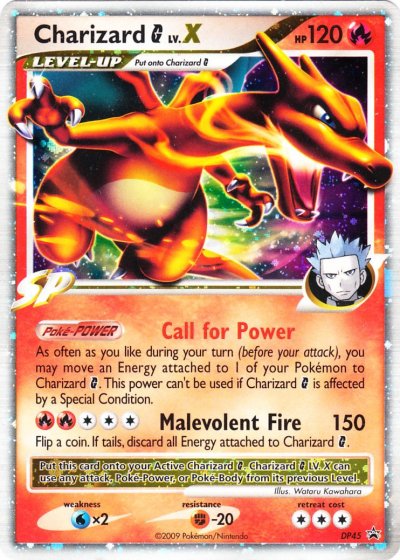 Charizard G LV.X HP 120
LEVEL-UP Put onto Charizard G
SP
Poké-POWER Call for Power
As often as you like during your turn (before your attack), you
may move an Energy attached to 1 of your Pokémon to
Charizard G. This power can't be used if Charizard G is affected
by a Special Condition.
Malevolent Fire 150
Flip a coin. If tails, discard all Energy attached to Charizard G.
Put this card onto your Active Charizard G. Charizard G LV.X can
use any attack, Poké-Power, or Poké-Body from its previous Level.
Illus. Wataru Kawahara
weakness resistance retreat cost
×2 -20
©2009 Pokémon/Nintendo DP45
PROMO